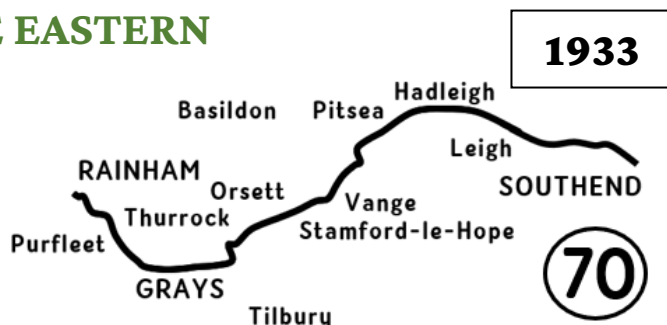 E EASTERN
1933
Hadleigh
Basildon
Pitsea
Leigh
RAINHAM
SOUTHEND
Orsett
Vange
Thurrock
Stamford-le-Hope
Purfleet
70
GRAYS
Tilbury